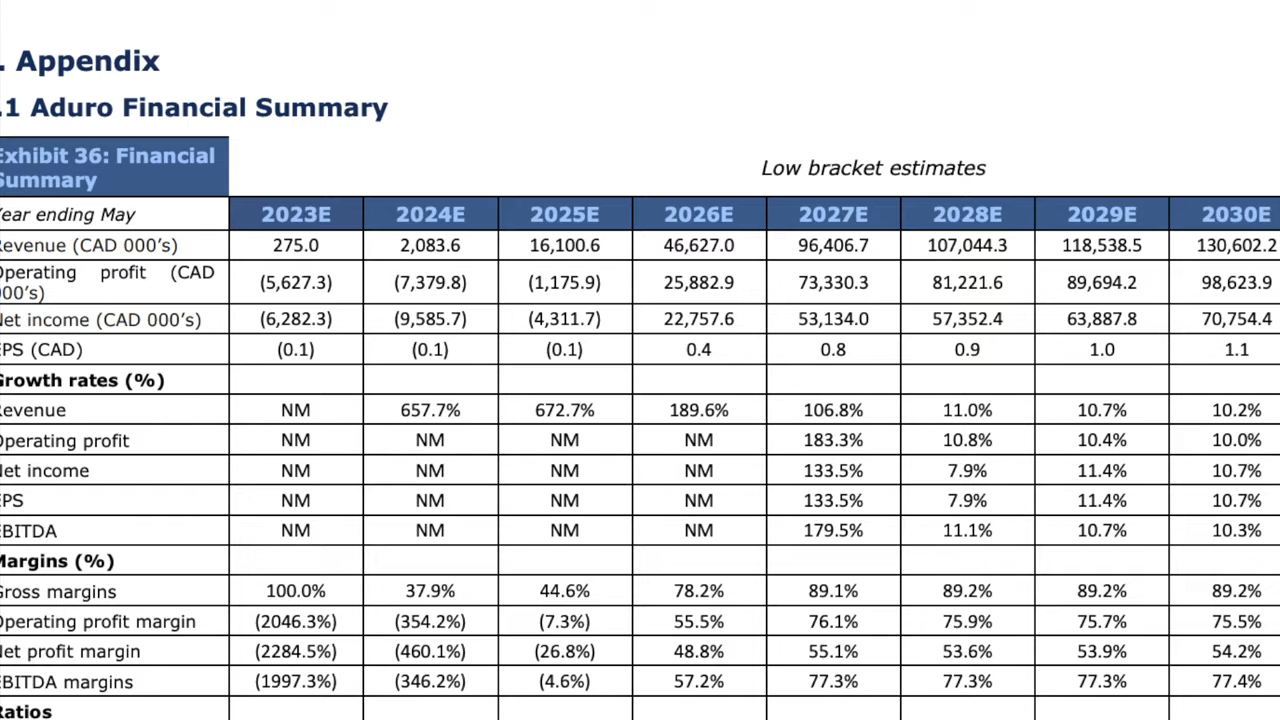 . Appendix
.1 Aduro Financial Summary
Exhibit 36: Financial
Summary
Low bracket estimates
Year ending May 2023E 2024E 2025E 2026E 2027E 2028E 2029E 2030E
Revenue (CAD 000’s) 275.0 2,083.6 16,100.6 46,627.0 96,406.7 107,044.3 118,538.5 130,602.2
Operating profit (CAD
000’s) (5,627.3) (7,379.8) (1,175.9) 25,882.9 73,330.3 81,221.6 89,694.2 98,623.9
Net income (CAD 000’s) (6,282.3) (9,585.7) (4,311.7) 22,757.6 53,134.0 57,352.4 63,887.8 70,754.4
EPS (CAD) (0.1) (0.1) (0.1) 0.4 0.8 0.9 1.0 1.1
Growth rates (%)
Revenue NM 657.7% 672.7% 189.6% 106.8% 11.0% 10.7% 10.2%
Operating profit NM NM NM NM 183.3% 10.8% 10.4% 10.0%
Net income NM NM NM NM 133.5% 7.9% 11.4% 10.7%
EPS NM NM NM NM 133.5% 7.9% 11.4% 10.7%
EBITDA NM NM NM NM 179.5% 11.1% 10.7% 10.3%
Margins (%)
Gross margins 100.0% 37.9% 44.6% 78.2% 89.1% 89.2% 89.2% 89.2%
Operating profit margin (2046.3%) (354.2%) (7.3%) 55.5% 76.1% 75.9% 75.7% 75.5%
Net profit margin (2284.5%) (460.1%) (26.8%) 48.8% 55.1% 53.6% 53.9% 54.2%
EBITDA margins (1997.3%) (346.2%) (4.6%) 57.2% 77.3% 77.3% 77.3% 77.4%
Ratios